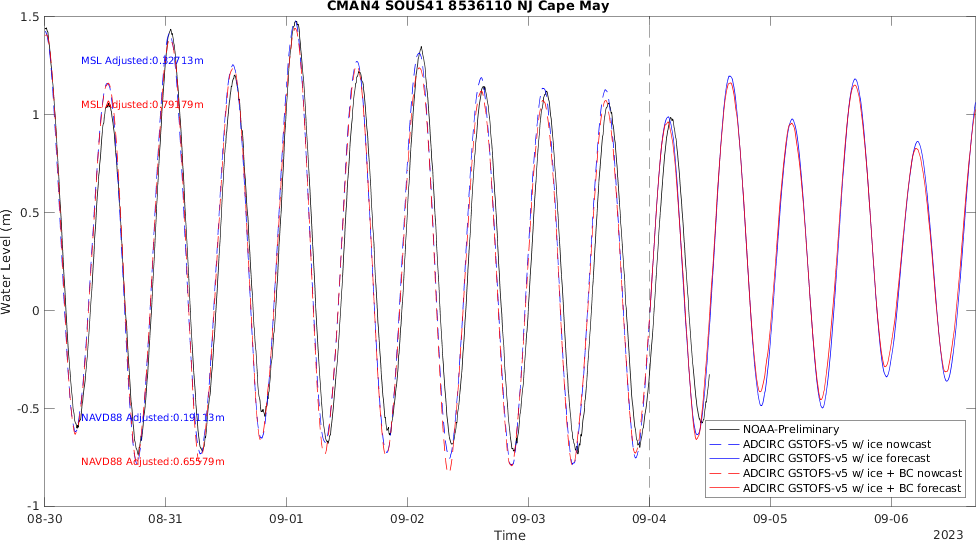 CMAN4 SOUS41 8536110 NJ Cape May
1.5
MSL Adjusted:0.32713m
MSL Adjusted:0.79179m
1
0.5
Water Level (m)
0
-0.5
NAVD88 Adjusted:0.19113m
NAVD88 Adjusted:0.65579m
NOAA-Preliminary
ADCIRC GSTOFS-v5 w/ ice nowcast
ADCIRC GSTOFS-v5 w/ ice forecast
ADCIRC GSTOFS-v5 w/ ice + BC nowcast
ADCIRC GSTOFS-v5 w/ ice + BC forecast
-1
08-30 08-31 09-01 09-02 09-03 09-04 09-05 09-06
Time
2023